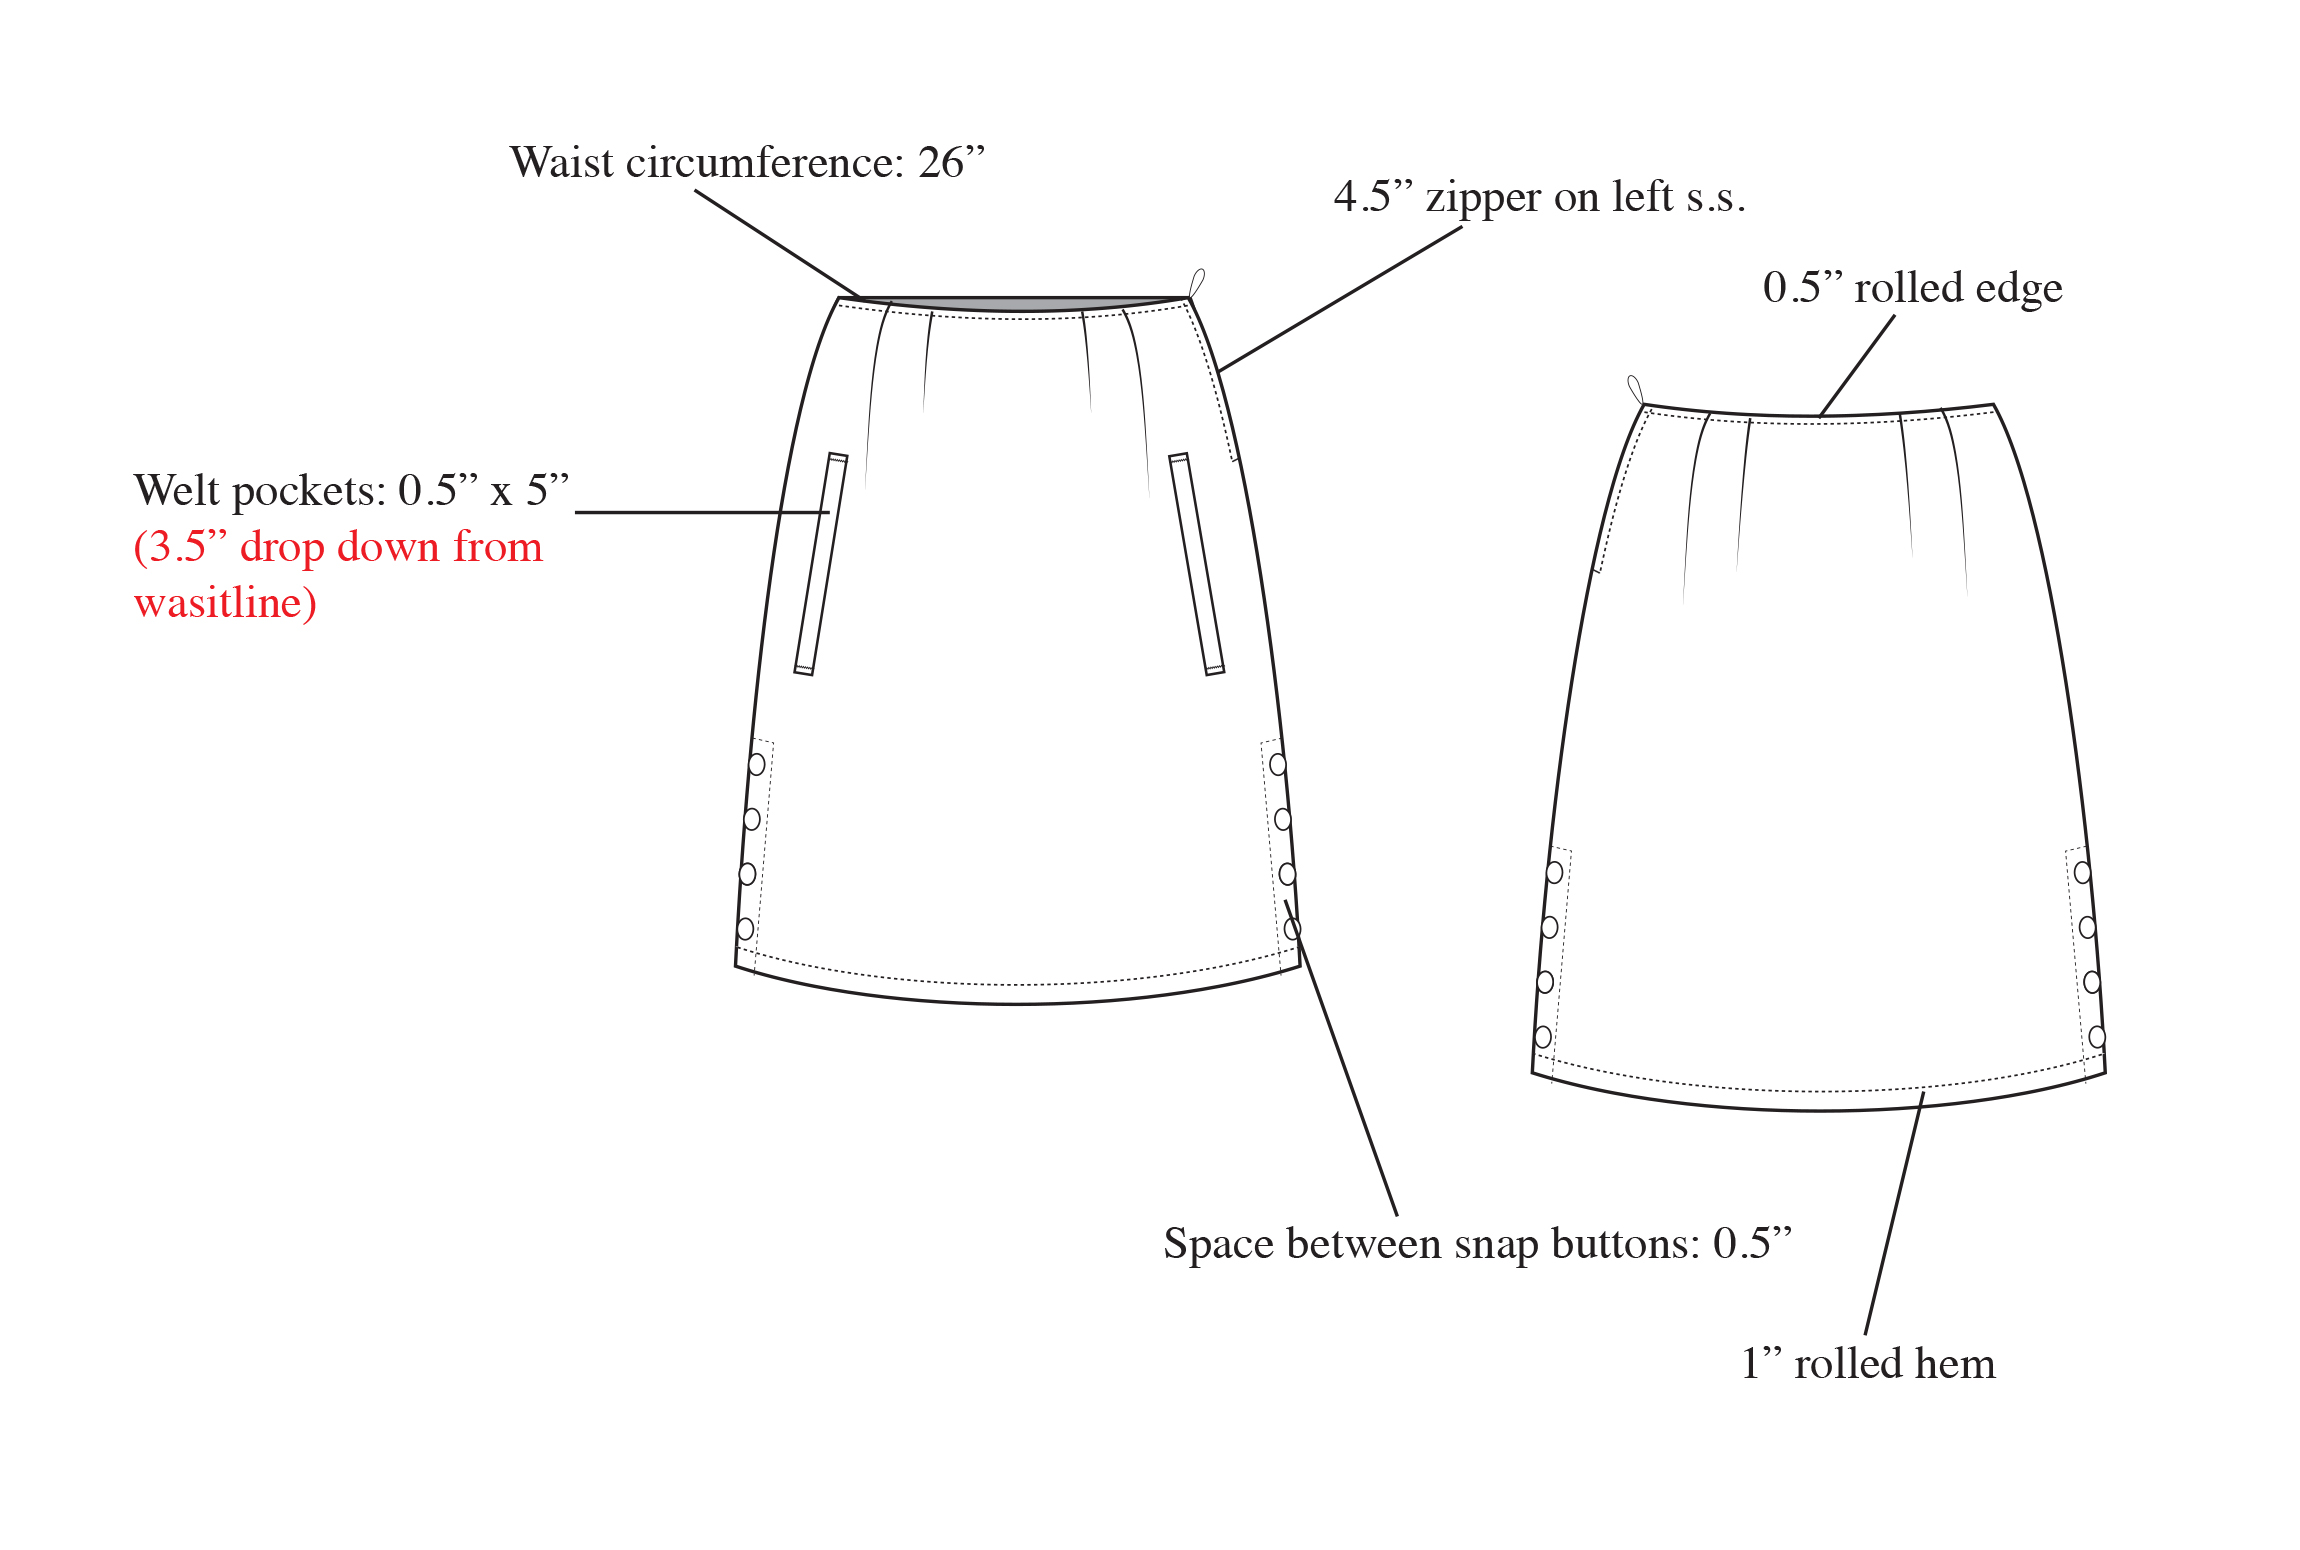 Waist circumference: 26”
4.5” zipper on left s.s.
0.5” rolled edge
Welt pockets: 0.5” x 5”
(3.5” drop down from
wasitline)
Space between snap buttons: 0.5”
1” rolled hem